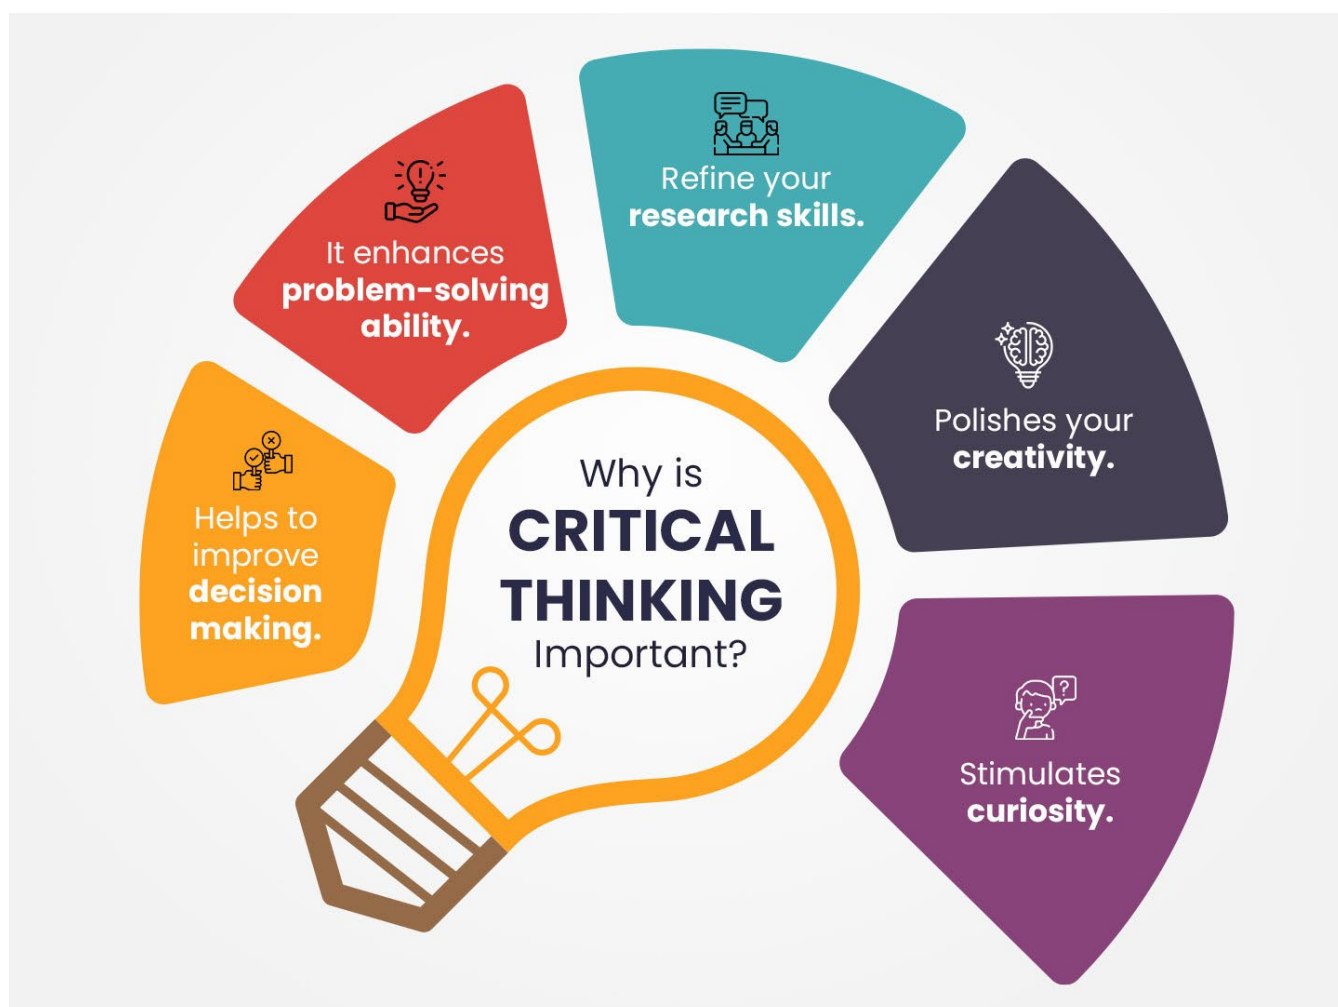 Why is
CRITICAL
THINKING
Important?
Helps to
improve
decision
making.
It enhances
problem-solving
ability.
Refine your
research skills.
Polishes your
creativity.
Stimulates
curiosity.